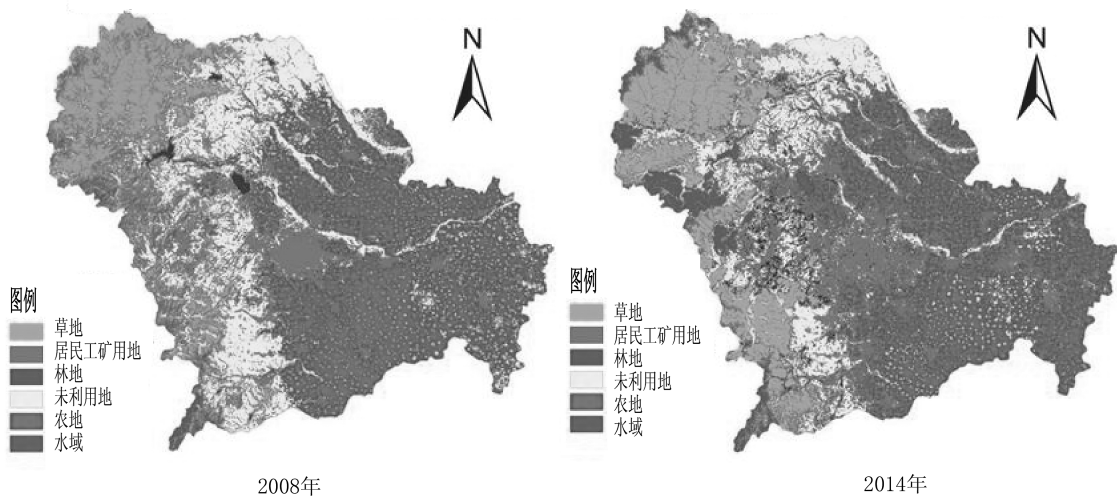 N
N
图例
草地
居民工矿用地
林地
未利用地
农地
水域
图例
草地
居民工矿用地
林地
未利用地
农地
水域
2008年
2014年